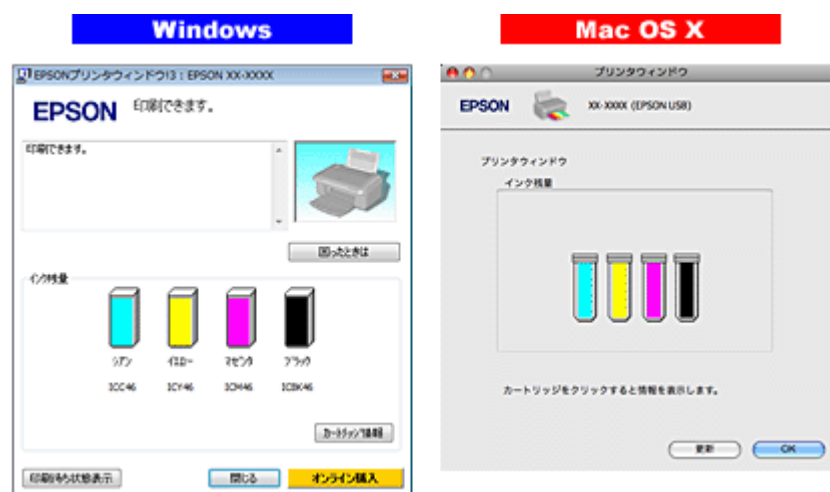 Windows
EPSONプリンタウィンドウ!3 : EPSON XX-XXXX
EPSON
印刷できます。
印刷できます。
困ったときは
インク残量
シアン イエロー マゼンタ ブラック
ICC46 ICY46 ICM46 ICBK46
カートリッジ情報
印刷待ち状態表示
閉じる
オンライン購入
Mac OS X
プリンタウィンドウ
EPSON
XX-XXXX (EPSON USB)
プリンタウィンドウ
インク残量
カートリッジをクリックすると情報を表示します。
更新
OK